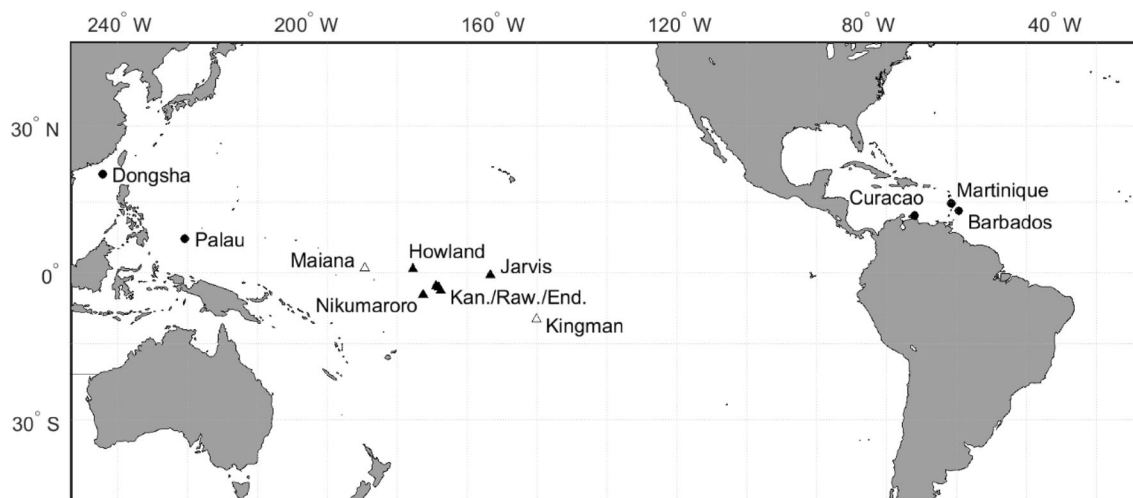 240° W 200° W 160° W 120° W 80° W 40° W
30° N
Dongsha
Curacao
Martinique
Barbados
Palau
Maiana
Howland
0°
Jarvis
Nikumaroro
Kan./Raw./End.
Kingman
30° S